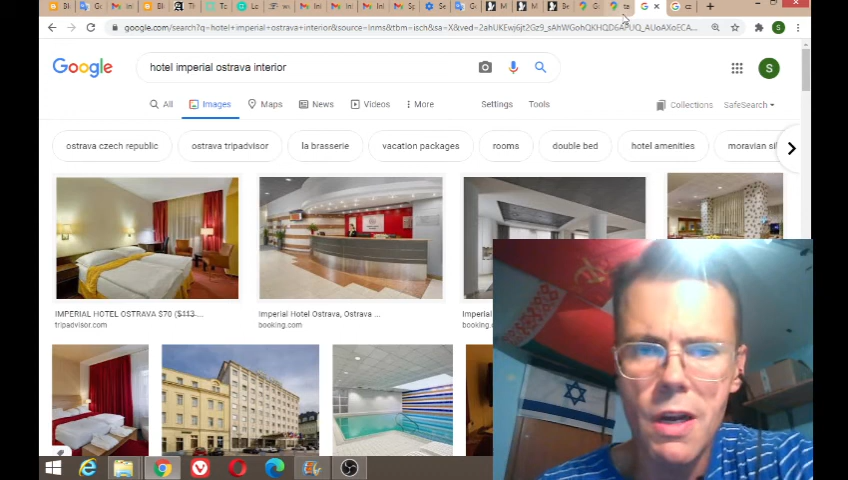 google.com/search?q=hotel+imperial+ostrava+interior&source=lnms&tbm=isch&sa=X&ved=
Google
hotel imperial ostrava interior
S
All
Images
Maps
News
Videos
More
Settings
Tools
Collections
SafeSearch
ostrava czech republic
ostrava tripadvisor
la brasserie
vacation packages
rooms
double bed
hotel amenities
moravian sil
IMPERIAL HOTEL OSTRAVA $70 ($113-...
tripadvisor.com
Imperial Hotel Ostrava, Ostrava ...
booking.com
Imperial
booking.